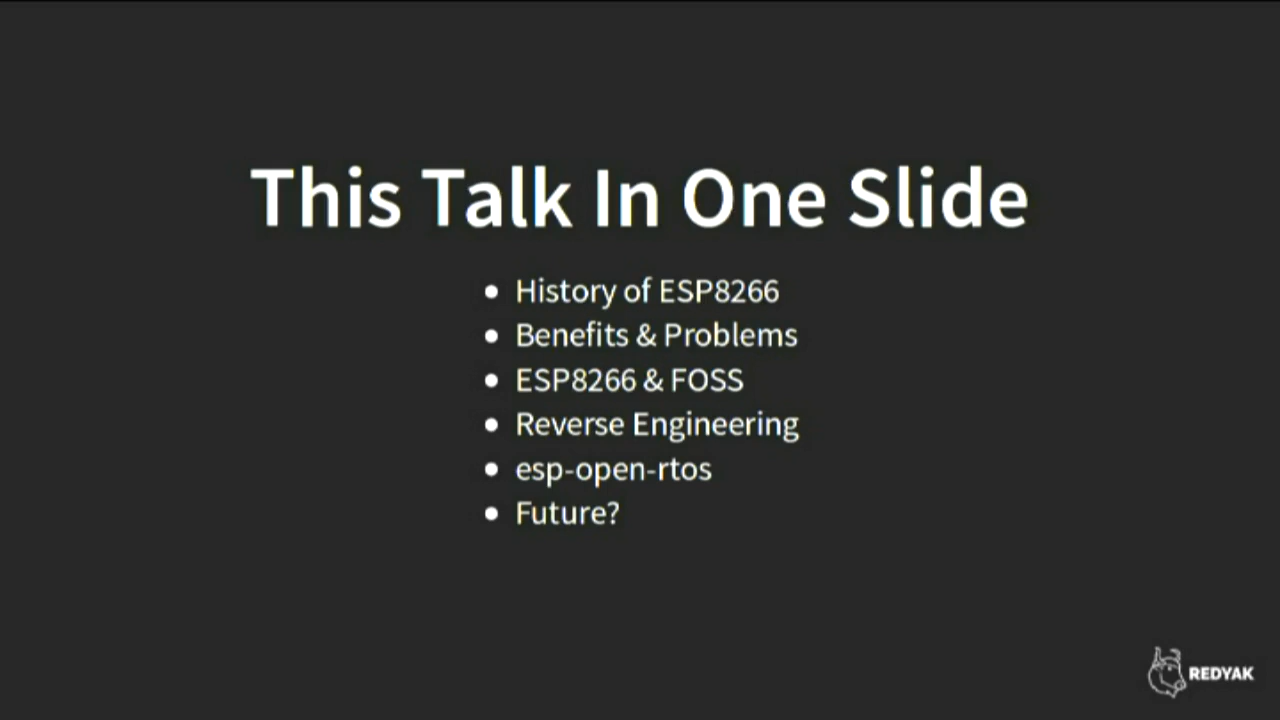 This Talk In One Slide
• History of ESP8266
• Benefits & Problems
• ESP8266 & FOSS
• Reverse Engineering
• esp-open-rtos
• Future?
REDYAK